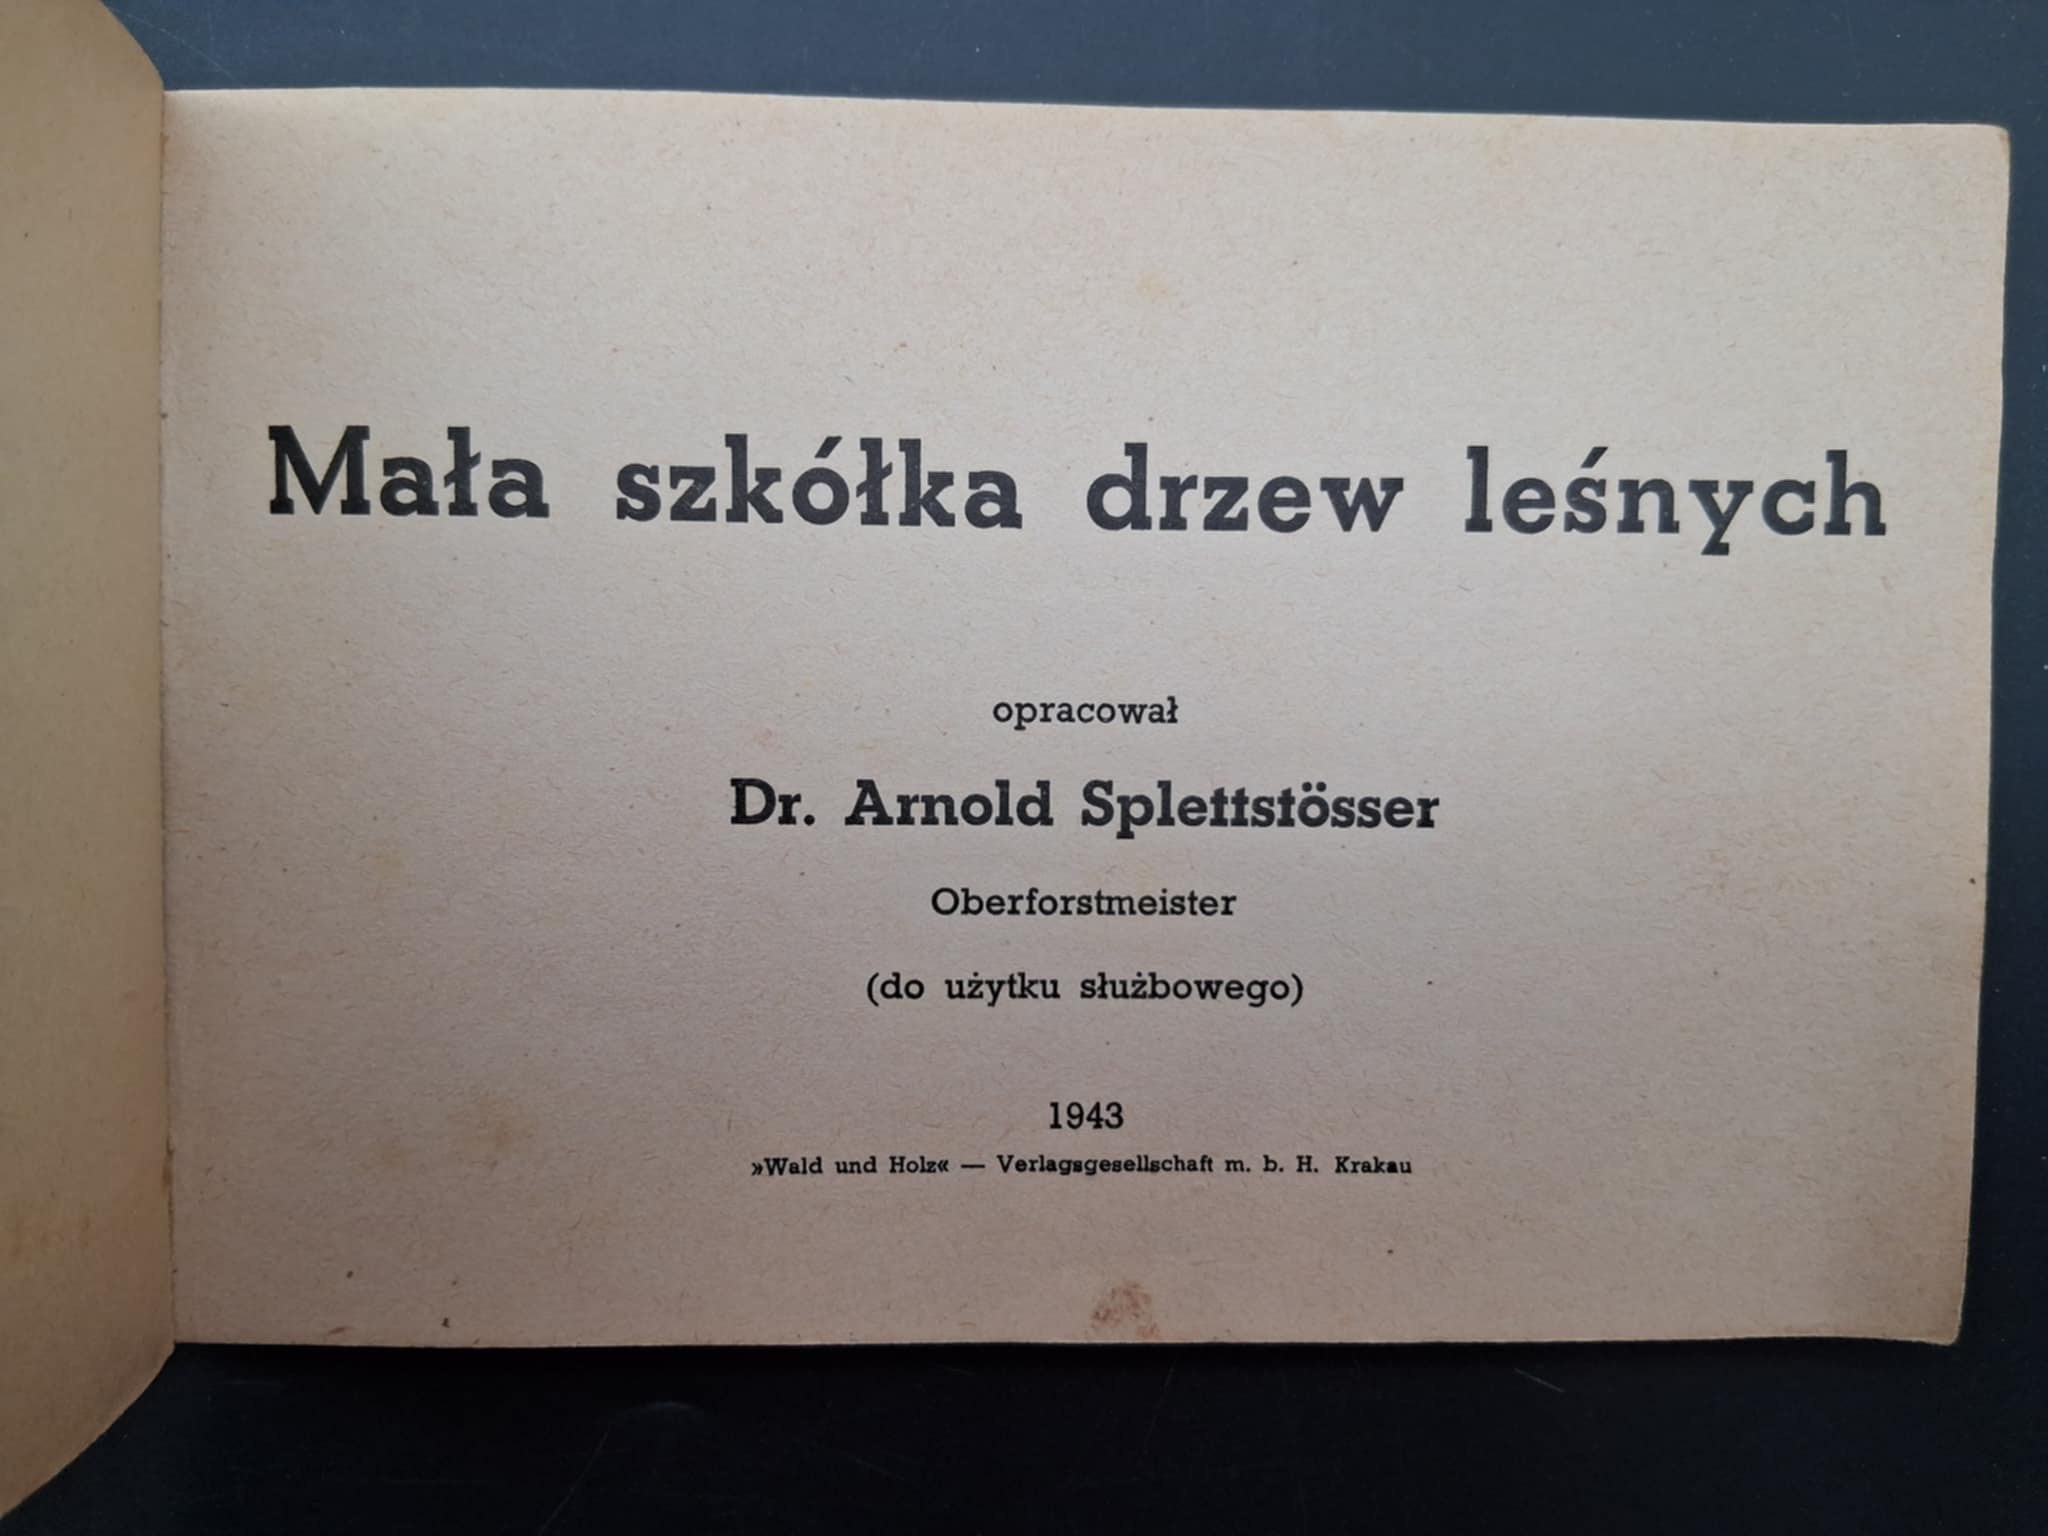 Mała szkółka drzew leśnych
opracował
Dr. Arnold Splettstösser
Oberforstmeister
(do użytku służbowego)
1943
»Wald und Holz« — Verlagsgesellschaft m. b. H. Krakau